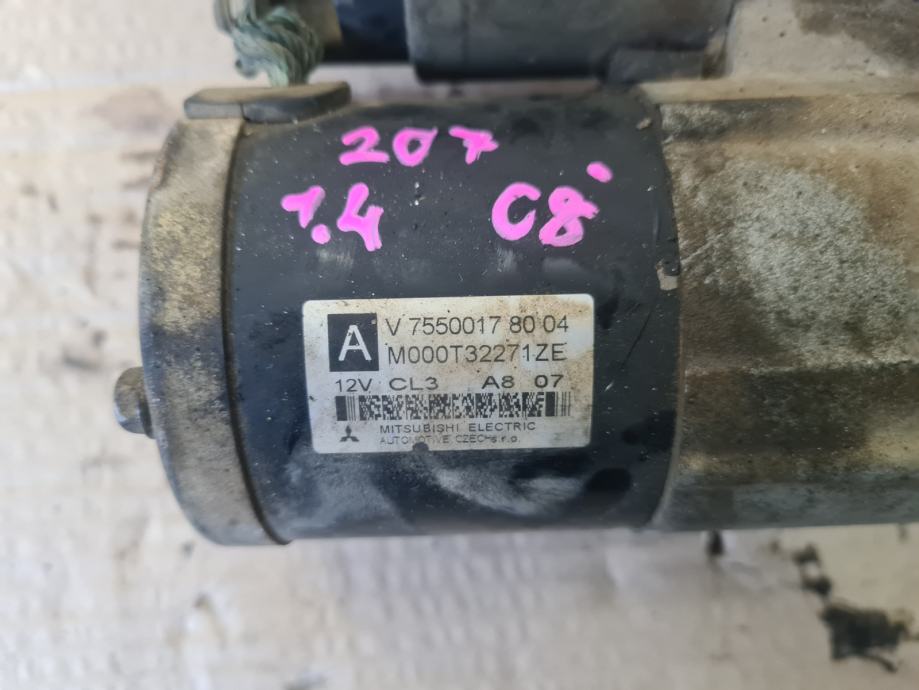 207
1.4 C8
A V 7550017 80 04
M000T32271ZE
12V CL3 A8 07
MITSUBISHI ELECTRIC
AUTOMOTIVE CZECH s.r.o.